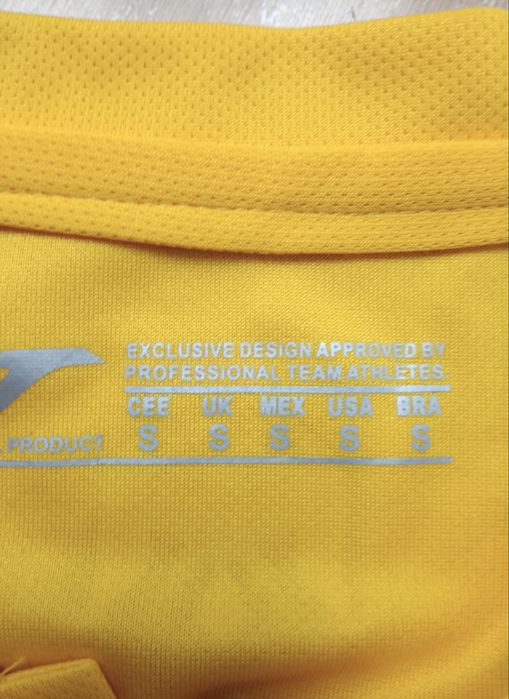 EXCLUSIVE DESIGN APPROVED BY
PROFESSIONAL TEAM ATHLETES
CEE UK MEX USA BRA
S S S S S
PRODUCT